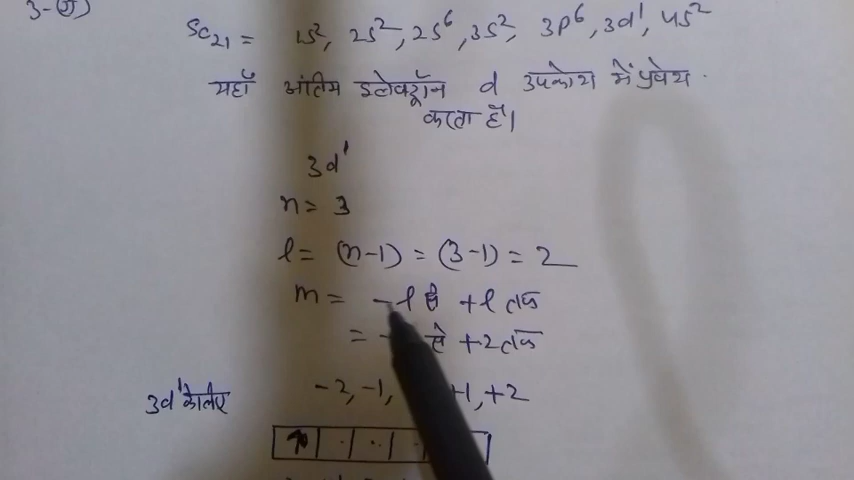 3-(ज)
Sc₂₁ = 1s², 2s², 2s⁶, 3s², 3p⁶, 3d¹, 4s²
यहाँ अंतिम इलेक्ट्रॉन d उपकोश में प्रवेश
करता है।
3d¹
n = 3
l = (n-1) = (3-1) = 2
m = -l से +l तक
= - से +2 तक
3d¹ के लिए -2, -1, +1, +2